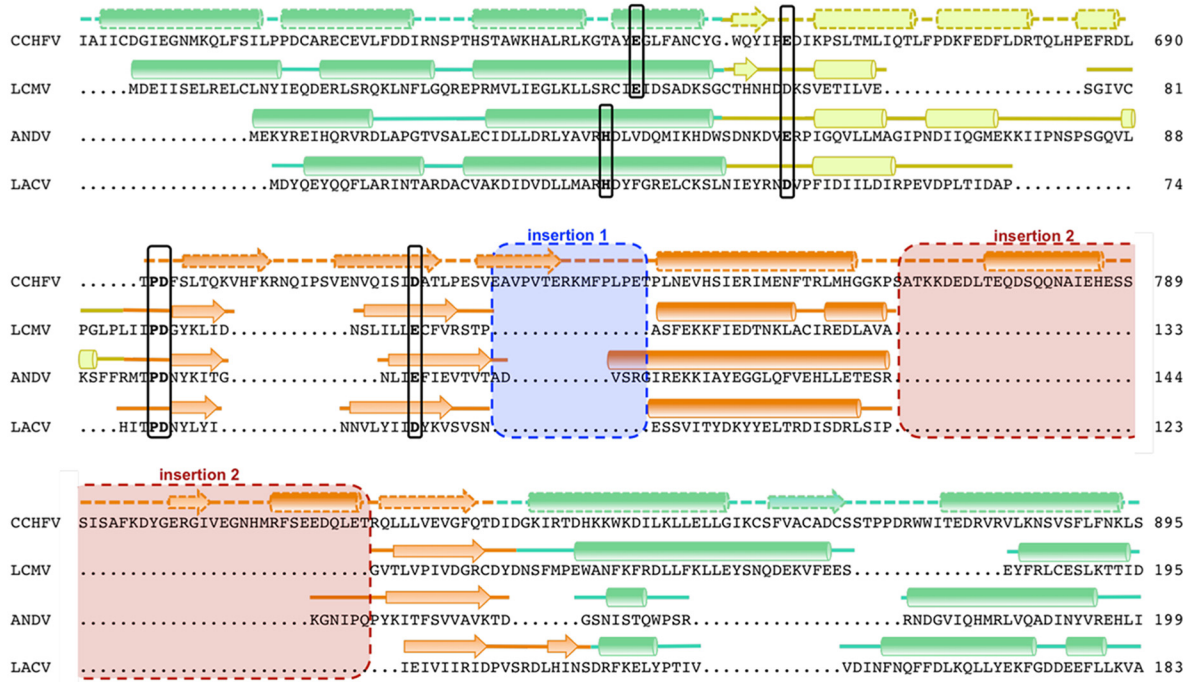 CCHFV IAIICDGIEGNMKQLFSILPPDCARECEVLFDDIRNSPTHSTAWKHALRLKGTAYEGLFANCYG.WQYIPEDIKPSLTMLIQTLFPDKFEDFLDRTQLHPEFRDL 690
LCMV .....MDEIISELRELCLNYIEQDERLSRQKLNFLGQREPRMVLIEGLKLLSRCIEIDSADKSGCTHNHDDKSVETILVE....................SGIVC 81
ANDV .................MEKYREIHQRVRDLAPGTVSALECIDLLDRLYAVRHDLVDQMIKHDWSDNKDVERPIGQVLLMAGIPNDIIQGMEKKIIPNSPSGQVL 88
LACV ...................MDYQEYQQFLARINTARDACVAKDIDVDLLMARHDYFGRELCKSLNIEYRNDVPFIDIILDIRPEVDPLTIDAP............ 74
insertion 1
insertion 2
CCHFV ......TPDFSLTQKVHFKRNQIPSVENVQISIDATLPESVEAVPVTERKMFPLPETPLNEVHSIERIMENFTRLMHGGKPSATKKDEDLTEQDSQQNAIEHESS 789
LCMV PGLPLIIPDGYKLID............NSLILLECFVRSTP................ASFEKKFIEDTNKLACIREDLAVA........................ 133
ANDV KSFFRMTPDNYKITG...............NLIEFIEVTVTAD..........VSRGIREKKIAYEGGLQFVEHLLETESR........................ 144
LACV ....HITPDNYLYI............NNVLYIIDYKVSVSN................ESSVITYDKYYELTRDISDRLSIP........................ 123
insertion 2
CCHFV SISAFKDYGERGIVEGNHMRFSEEDQLETRQLLLVEVGFQTDIDGKIRTDHKKWKDILKLLELLGIKCSFVACADCSSTPPDRWWITEDRVRVLKNSVSFLFNKLS 895
LCMV .............................GVTLVPIVDGRCDYDNSFMPEWANFKFRDLLFKLLEYSNQDEKVFEES...............EYFRLCESLKTTID 195
ANDV .......................KGNIPQPYKITFSVVAVKTD.......GSNISTQWPSR.....................RNDGVIQHMRLVQADINYVREHLI 199
LACV ................................IEIVIIRIDPVSRDLHINSDRFKELYPTIV..............VDINFNQFFDLKQLLYEKFGDDEEFLLKVA 183